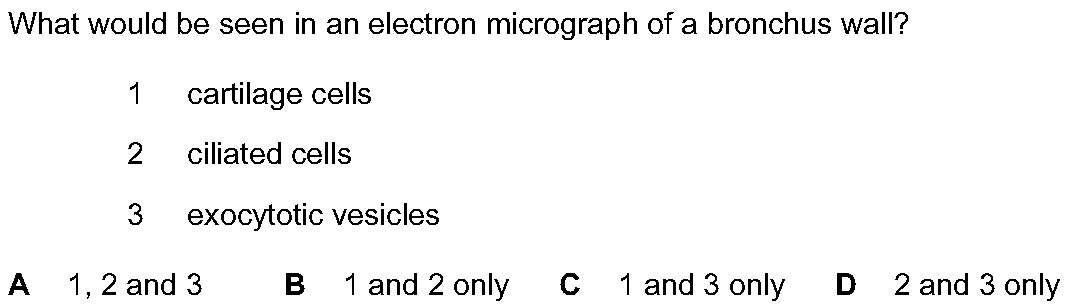 What would be seen in an electron micrograph of a bronchus wall?
1 cartilage cells
2 ciliated cells
3 exocytotic vesicles
A 1, 2 and 3 B 1 and 2 only C 1 and 3 only D 2 and 3 only